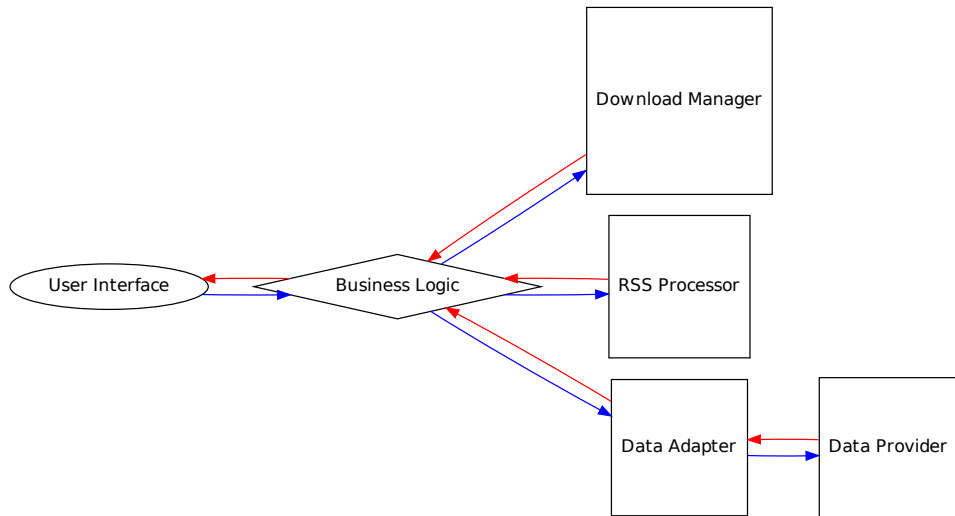 Download Manager
User Interface
Business Logic
RSS Processor
Data Adapter
Data Provider